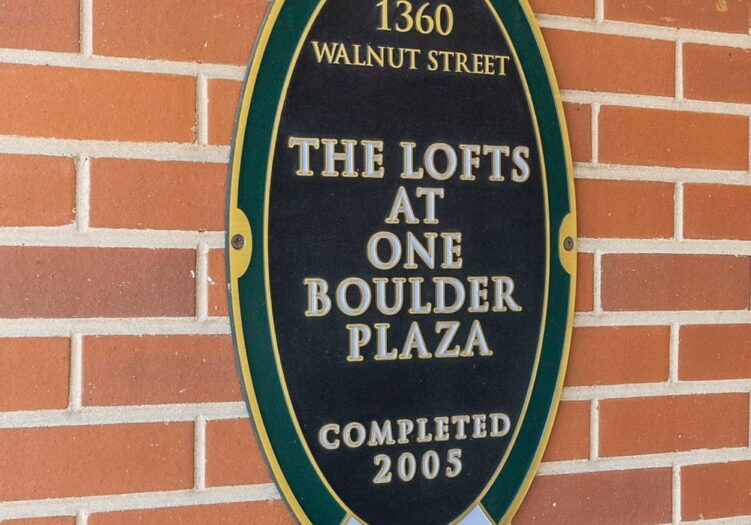 1360
WALNUT STREET
THE LOFTS
AT
ONE
BOULDER
PLAZA
COMPLETED
2005